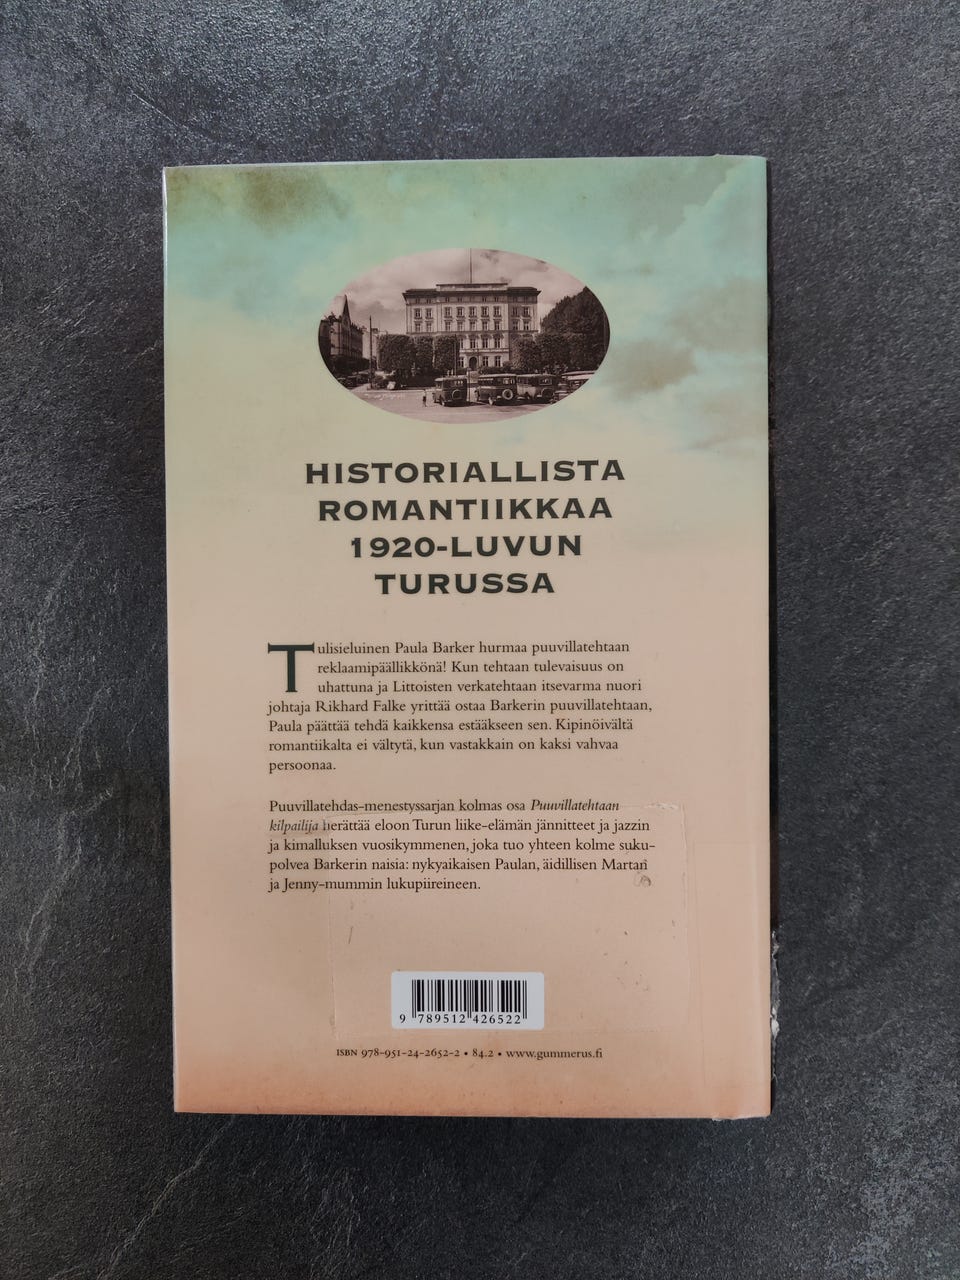 HISTORIALLISTA
ROMANTIIKKAA
1920-LUVUN
TURUSSA
Tulisieluinen Paula Barker hurmaa puuvillatehtaan
reklaamipäällikkönä! Kun tehtaan tulevaisuus on
uhattuna ja Littoisten verkatehtaan itsevarma nuori
johtaja Rikhard Falke yrittää ostaa Barkerin puuvillatehtaan,
Paula päättää tehdä kaikkensa estääkseen sen. Kipinöivältä
romantiikalta ei vältytä, kun vastakkain on kaksi vahvaa
persoonaa.
Puuvillatehdas-menestyssarjan kolmas osa Puuvillatehtaan
kilpailija herättää eloon Turun liike-elämän jännitteet ja jazzin
ja kimalluksen vuosikymmenen, joka tuo yhteen kolme suku-
polvea Barkerin naisia: nykyaikaisen Paulan, äidillisen Martan
ja Jenny-mummin lukupiireineen.
9 789512 426522
ISBN 978-951-24-2652-2 • 84.2 • www.gummerus.fi